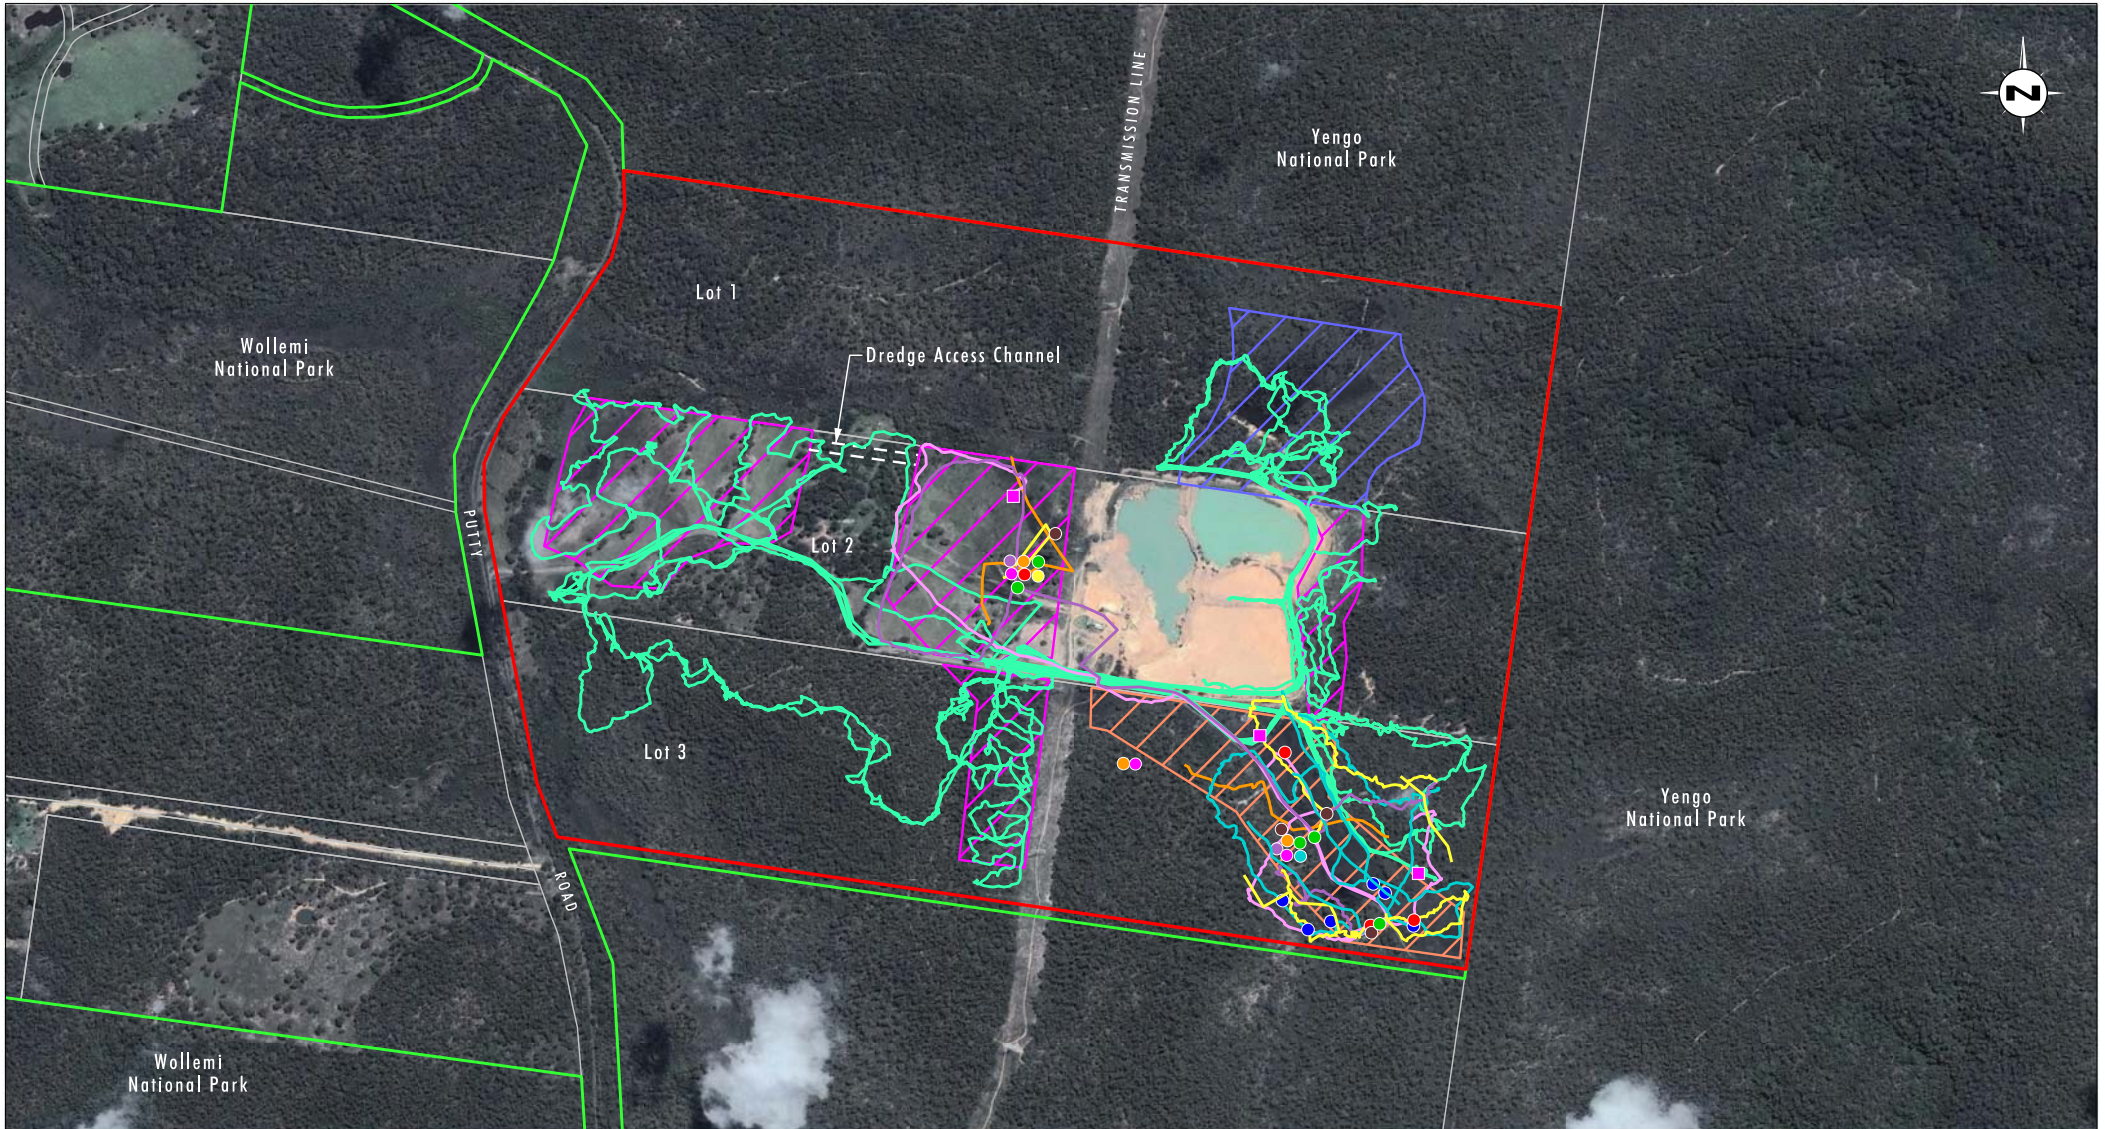 TRANSMISSION LINE
Yengo
National Park
N
Lot 1
Wollemi
National Park
Dredge Access Channel
PUTTY
Lot 2
Lot 3
Yengo
National Park
ROAD
Wollemi
National Park